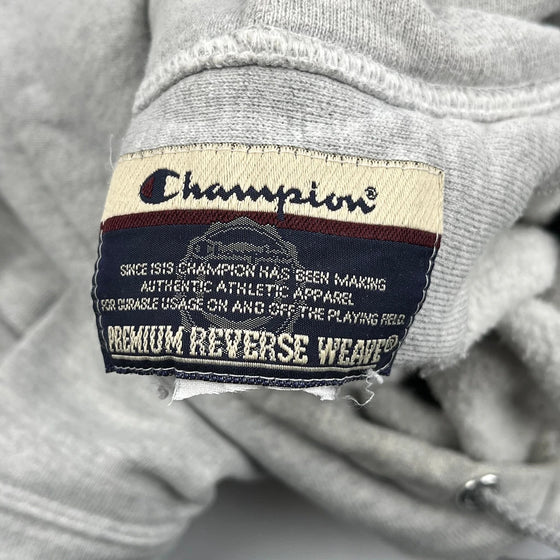 Champion®
SINCE 1919 CHAMPION HAS BEEN MAKING
AUTHENTIC ATHLETIC APPAREL
FOR DURABLE USAGE ON AND OFF THE PLAYING FIELD.
PREMIUM REVERSE WEAVE®